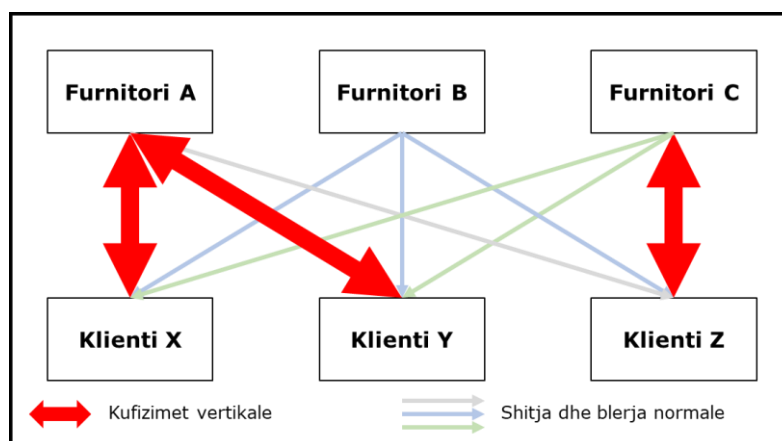 Furnitori A
Furnitori B
Furnitori C
Klienti X
Klienti Y
Klienti Z
Kufizimet vertikale
Shitja dhe blerja normale